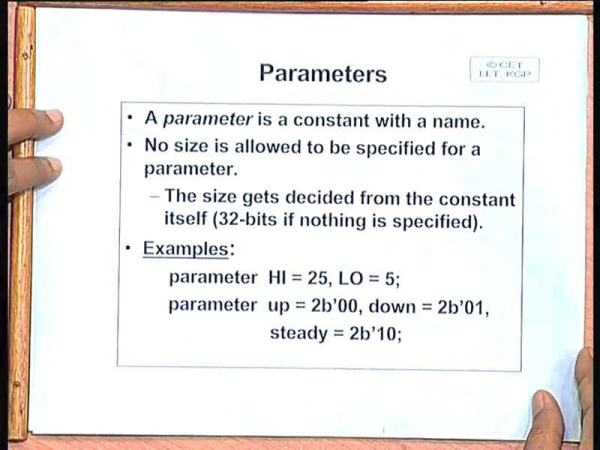 Parameters
© CET
I.I.T. KGP
• A parameter is a constant with a name.
• No size is allowed to be specified for a
parameter.
– The size gets decided from the constant
itself (32-bits if nothing is specified).
• Examples:
parameter HI = 25, LO = 5;
parameter up = 2b'00, down = 2b'01,
steady = 2b'10;